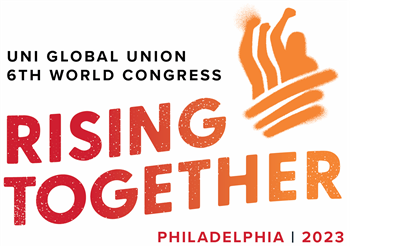 UNI GLOBAL UNION
6TH WORLD CONGRESS
RISING
TOGETHER
PHILADELPHIA | 2023